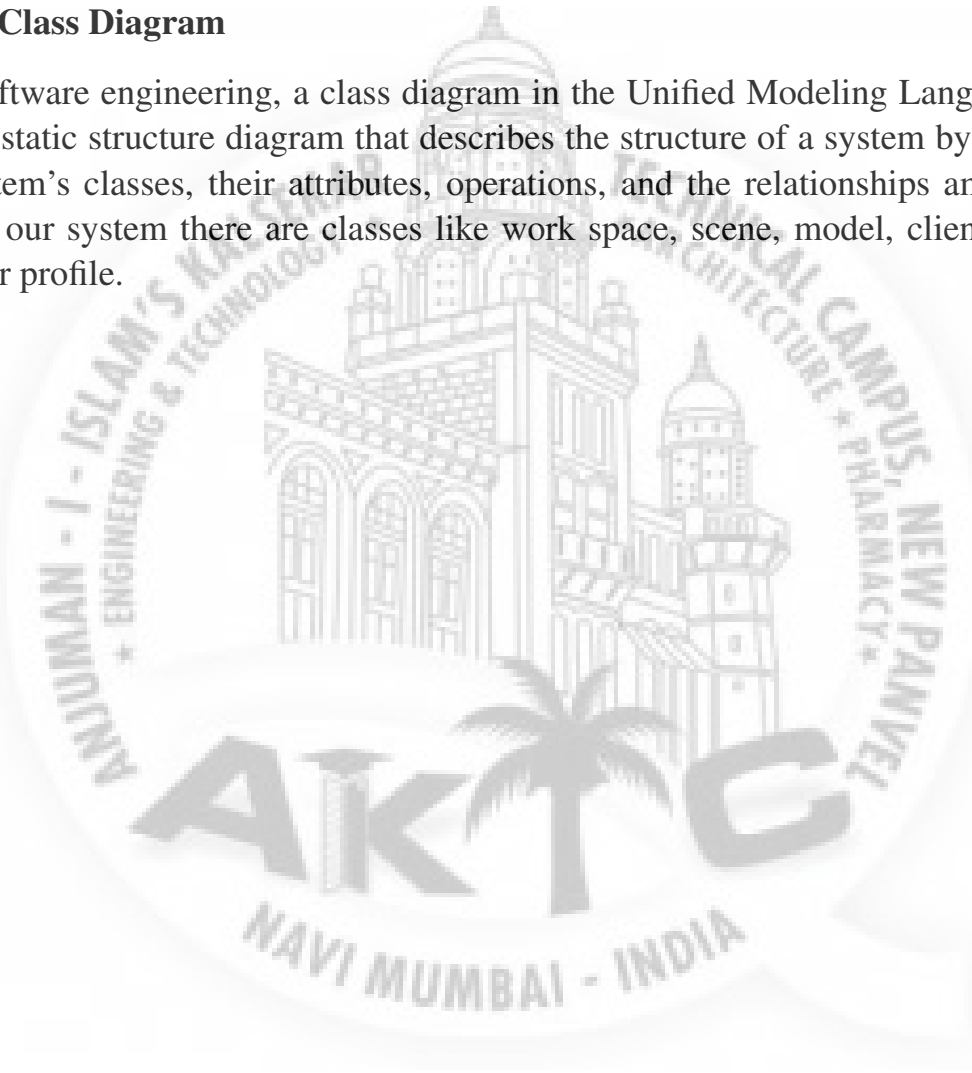 Class Diagram
ftware engineering, a class diagram in the Unified Modeling Lang
static structure diagram that describes the structure of a system by
tem’s classes, their attributes, operations, and the relationships an
our system there are classes like work space, scene, model, clien
r profile.
ANJUMAN - I - ISLAM'S KALSEKAR TECHNICAL CAMPUS, NEW PANVEL
* ENGINEERING & TECHNOLOGY * ARCHITECTURE * PHARMACY *
AKTC
NAVI MUMBAI - INDIA